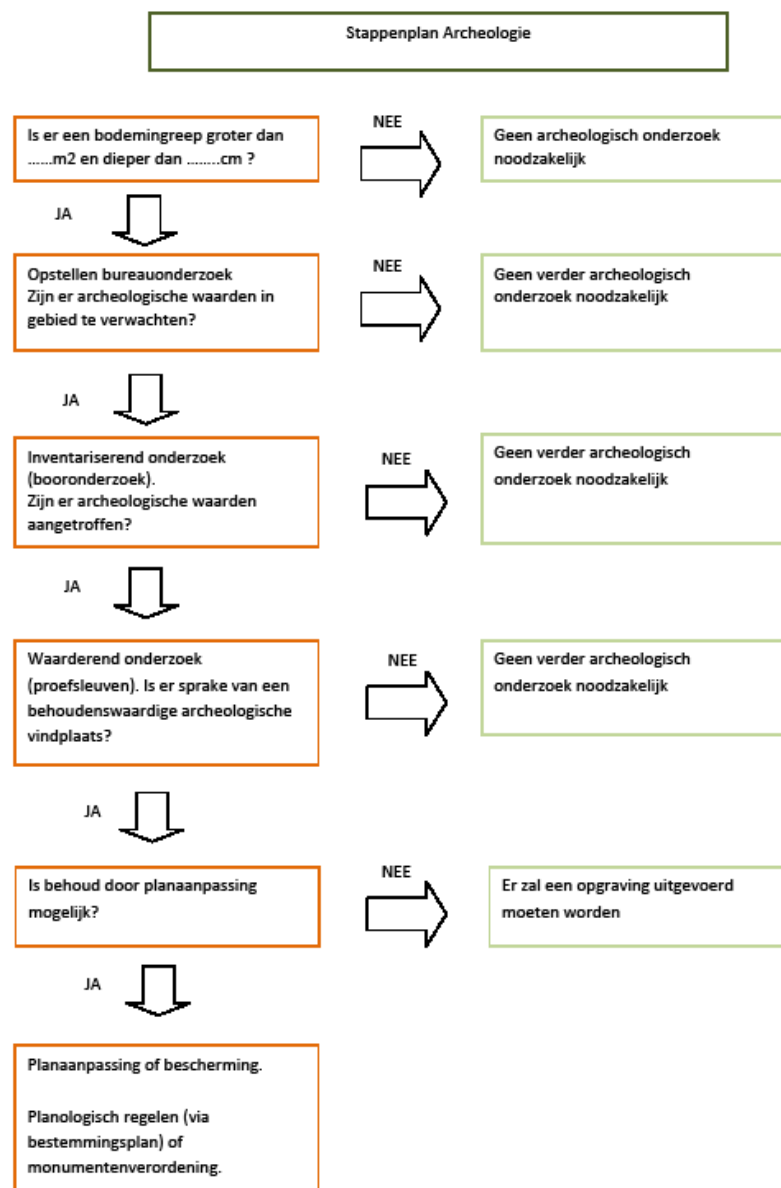 Stappenplan Archeologie
Is er een bodemingreep groter dan
......m2 en dieper dan ........cm ?
NEE
Geen archeologisch onderzoek
noodzakelijk
JA
Opstellen bureauonderzoek
Zijn er archeologische waarden in
gebied te verwachten?
NEE
Geen verder archeologisch
onderzoek noodzakelijk
JA
Inventariserend onderzoek
(booronderzoek).
Zijn er archeologische waarden
aangetroffen?
NEE
Geen verder archeologisch
onderzoek noodzakelijk
JA
Waarderend onderzoek
(proefsleuven). Is er sprake van een
behoudenswaardige archeologische
vindplaats?
NEE
Geen verder archeologisch
onderzoek noodzakelijk
JA
Is behoud door planaanpassing
mogelijk?
NEE
Er zal een opgraving uitgevoerd
moeten worden
JA
Planaanpassing of bescherming.
Planologisch regelen (via
bestemmingsplan) of
monumentenverordening.